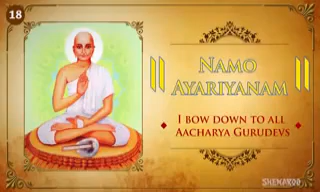 18
Namo
Ayariyanam
I bow down to all
Aacharya Gurudevs
Shemaroo